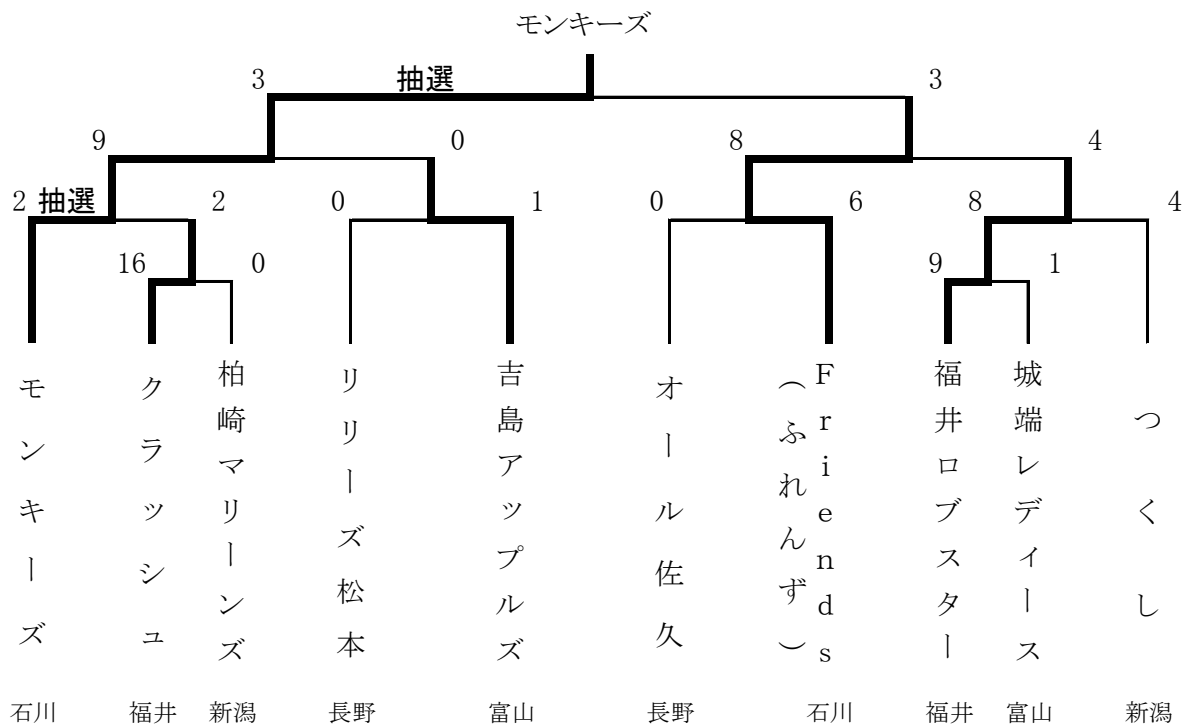 モンキーズ
3 抽選 3
9 0 8 4
2 抽選 2 0 1 0 6 8 4
16 0 9 1
モンキーズ
クラッシュ
柏崎マリーンズ
リリーズ松本
吉島アップルズ
オール佐久
Friends
(ふれんず)
福井ロブスター
城端レディース
つくし
石川 福井 新潟 長野 富山 長野 石川 福井 富山 新潟